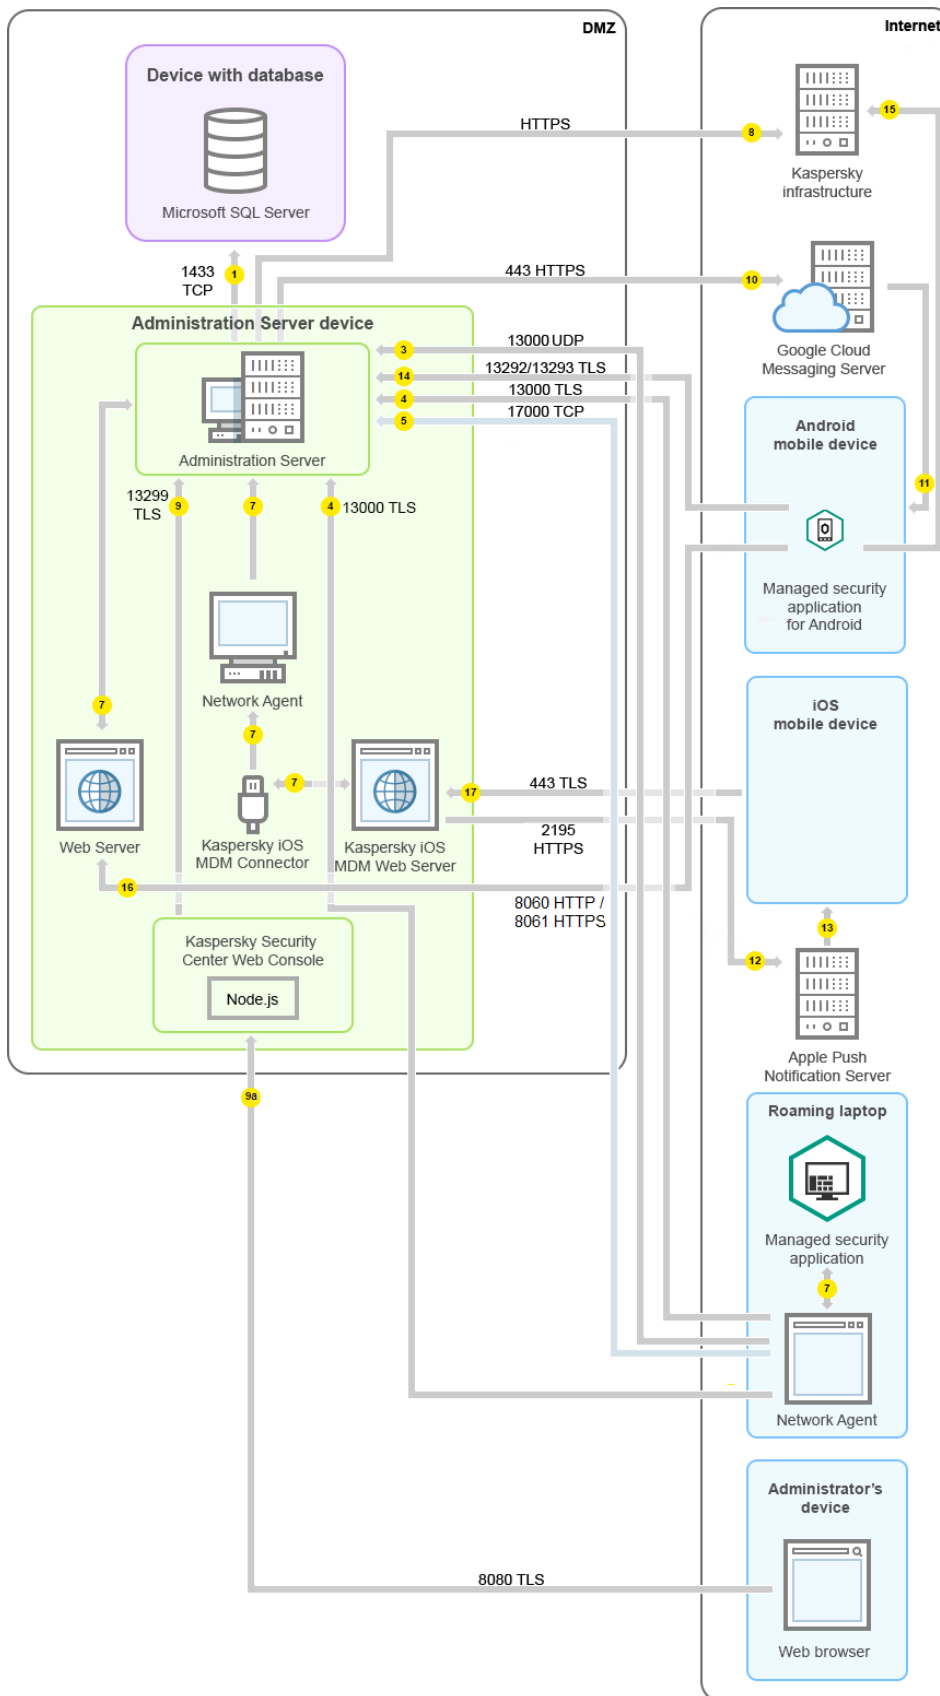 DMZ
Internet
Device with database
Microsoft SQL Server
HTTPS
8
15
Kaspersky
infrastructure
1433
TCP
1
443 HTTPS
10
Google Cloud
Messaging Server
Administration Server device
3
13000 UDP
14
13292/13293 TLS
4
13000 TLS
5
17000 TCP
Administration Server
Android
mobile device
11
13299
TLS
9
7
4
13000 TLS
Managed security
application
for Android
Network Agent
7
7
7
iOS
mobile device
Web Server
Kaspersky iOS
MDM Connector
Kaspersky iOS
MDM Web Server
17
443 TLS
2195
HTTPS
16
8060 HTTP /
8061 HTTPS
13
12
Kaspersky Security
Center Web Console
Node.js
Apple Push
Notification Server
9a
Roaming laptop
Managed security
application
7
Network Agent
Administrator's
device
8080 TLS
Web browser